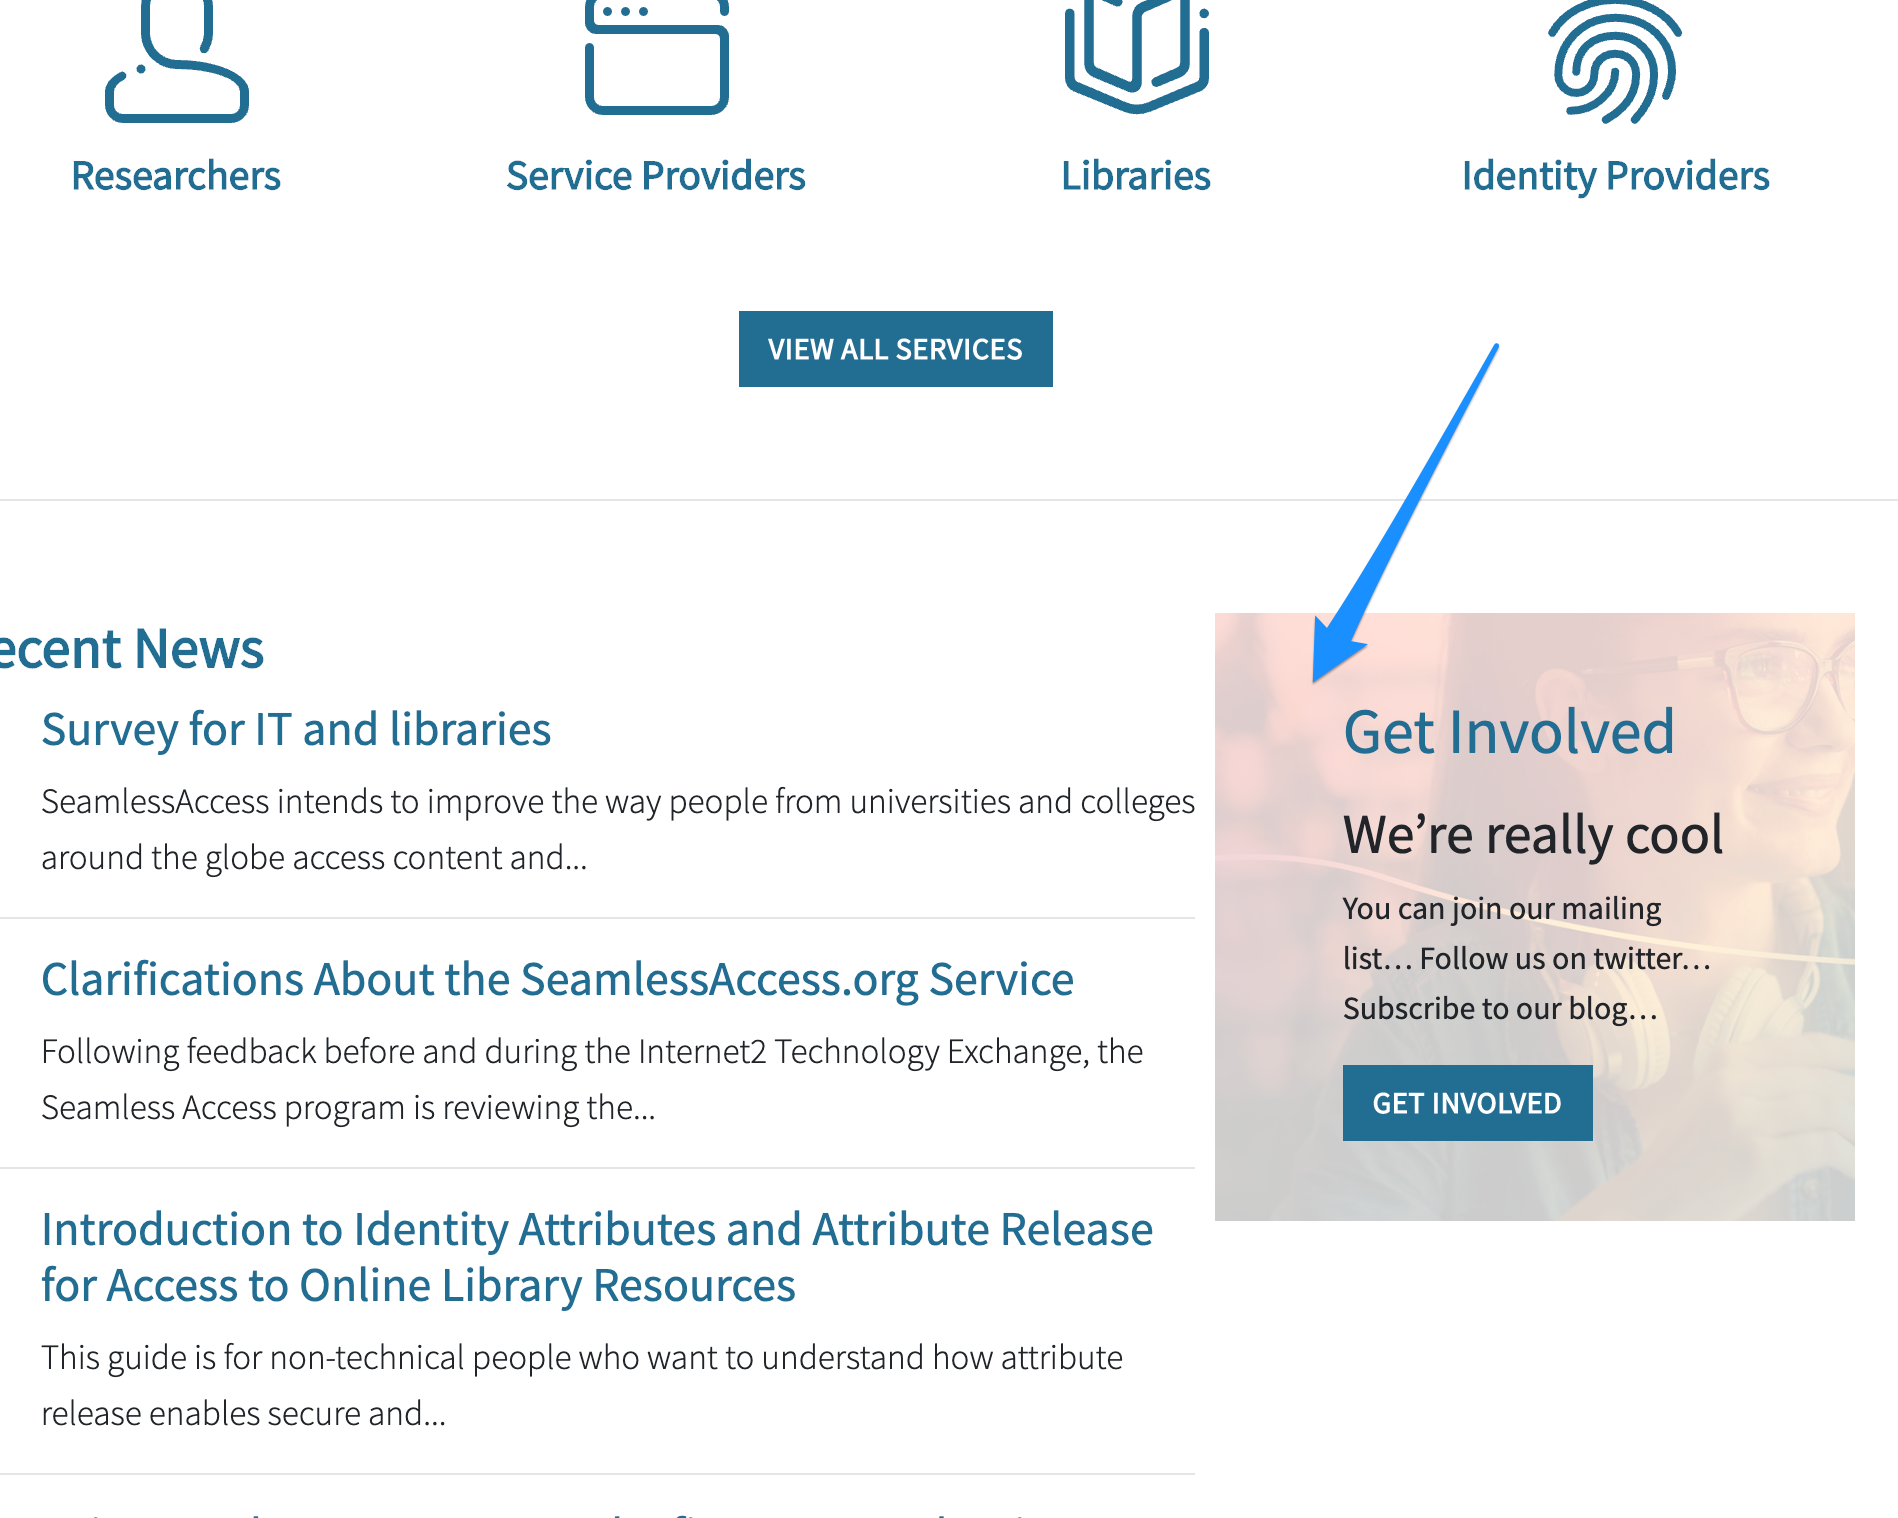 Researchers
Service Providers
Libraries
Identity Providers
VIEW ALL SERVICES
ecent News
Survey for IT and libraries
SeamlessAccess intends to improve the way people from universities and colleges
around the globe access content and...
Clarifications About the SeamlessAccess.org Service
Following feedback before and during the Internet2 Technology Exchange, the
Seamless Access program is reviewing the...
Introduction to Identity Attributes and Attribute Release
for Access to Online Library Resources
This guide is for non-technical people who want to understand how attribute
release enables secure and...
Get Involved
We’re really cool
You can join our mailing
list… Follow us on twitter…
Subscribe to our blog…
GET INVOLVED